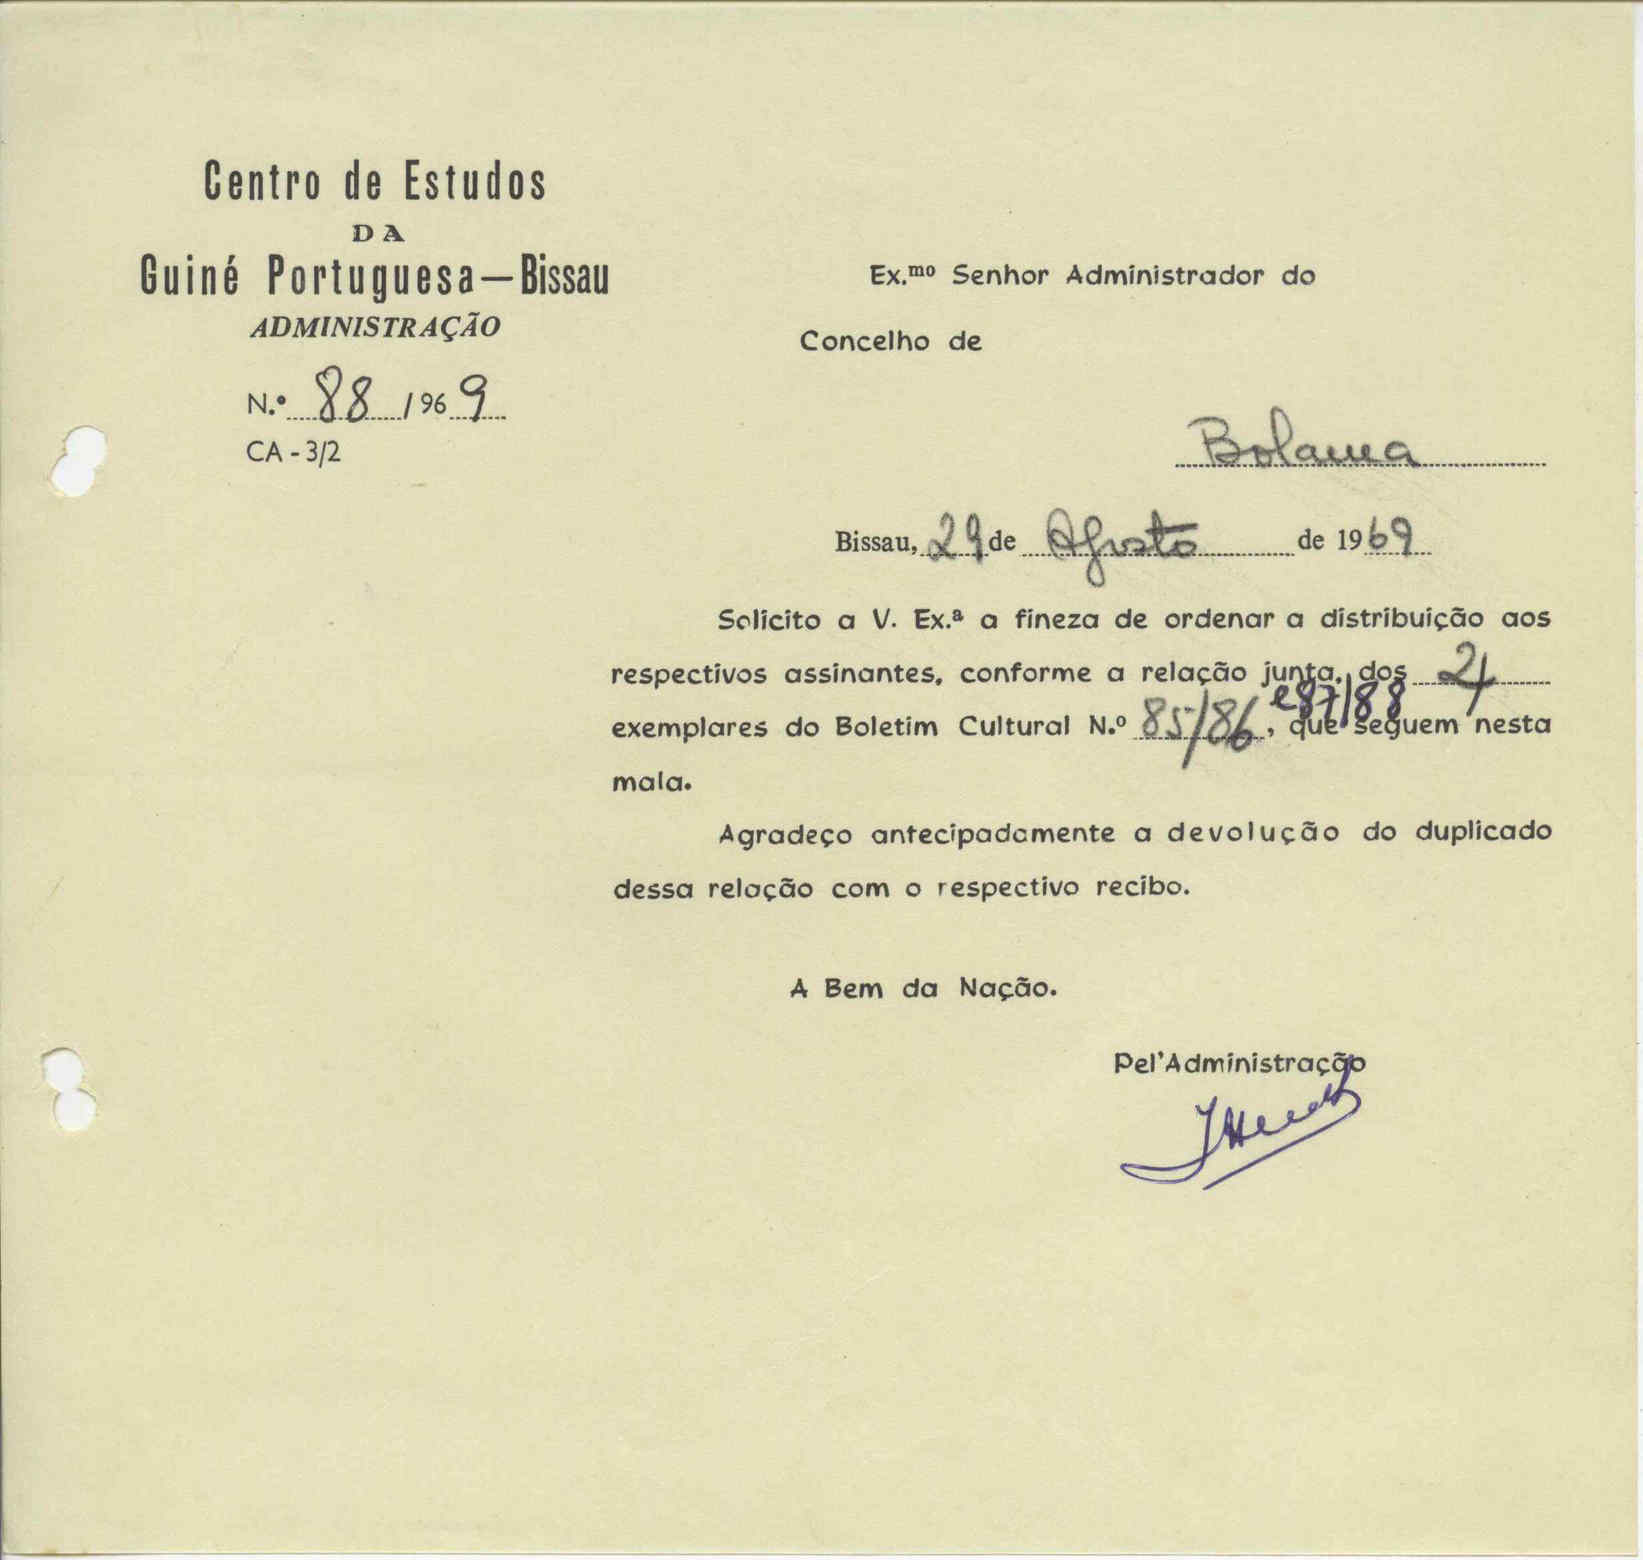 Centro de Estudos
DA
Guiné Portuguesa—Bissau
ADMINISTRAÇÃO
N.º 88 / 969
CA - 3/2
Ex.mo Senhor Administrador do
Concelho de
Bolama
Bissau, 29 de Agosto de 1969
Solicito a V. Ex.ª a fineza de ordenar a distribuição aos
respectivos assinantes, conforme a relação junta, dos 24
e 87/88
exemplares do Boletim Cultural N.º 85/86, que seguem nesta
mala.
Agradeço antecipadamente a devolução do duplicado
dessa relação com o respectivo recibo.
A Bem da Nação.
Pel'Administração